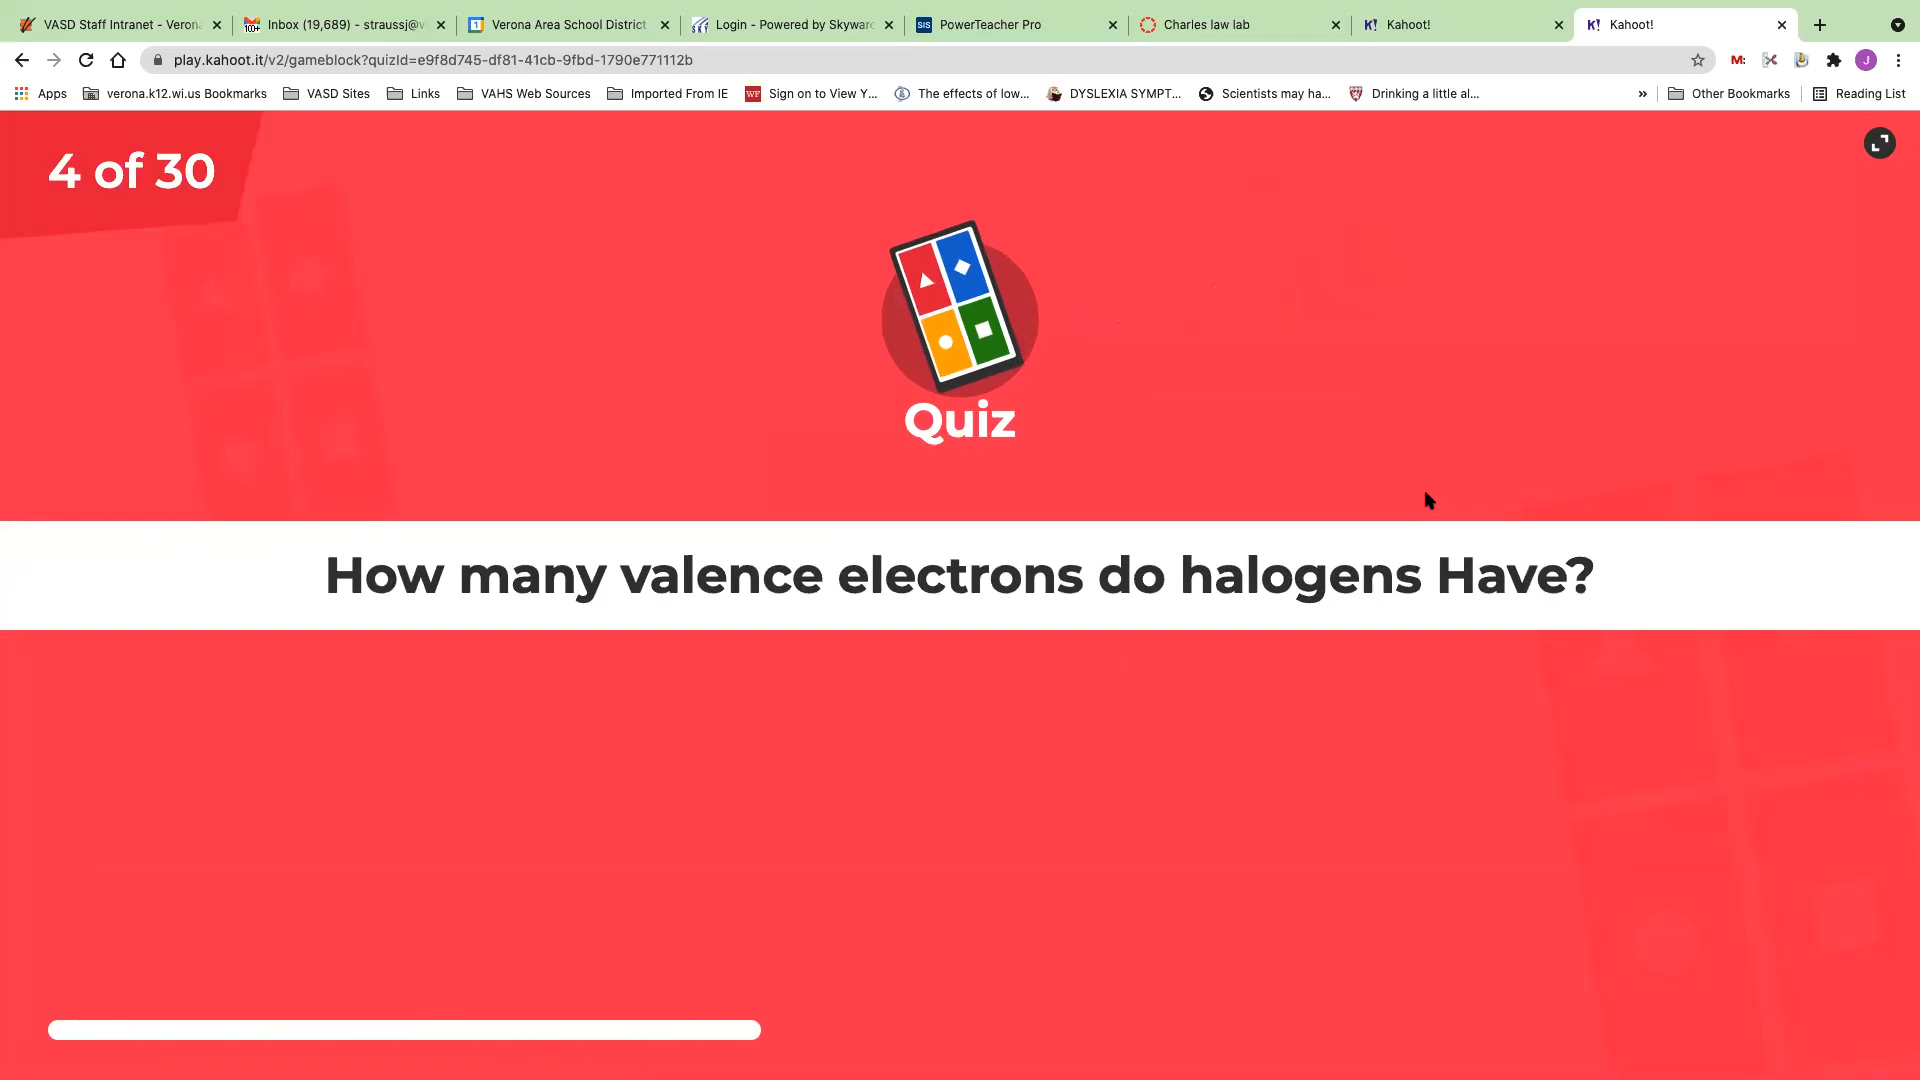 VASD Staff Intranet - Verona
Inbox (19,689) - straussj@v
Verona Area School District
Login - Powered by Skyward
PowerTeacher Pro
Charles law lab
Kahoot!
Kahoot!
play.kahoot.it/v2/gameblock?quizId=e9f8d745-df81-41cb-9fbd-1790e771112b
Apps
verona.k12.wi.us Bookmarks
VASD Sites
Links
VAHS Web Sources
Imported From IE
Sign on to View Y...
The effects of low...
DYSLEXIA SYMPT...
Scientists may ha...
Drinking a little al...
»
Other Bookmarks
Reading List
4 of 30
Quiz
How many valence electrons do halogens Have?